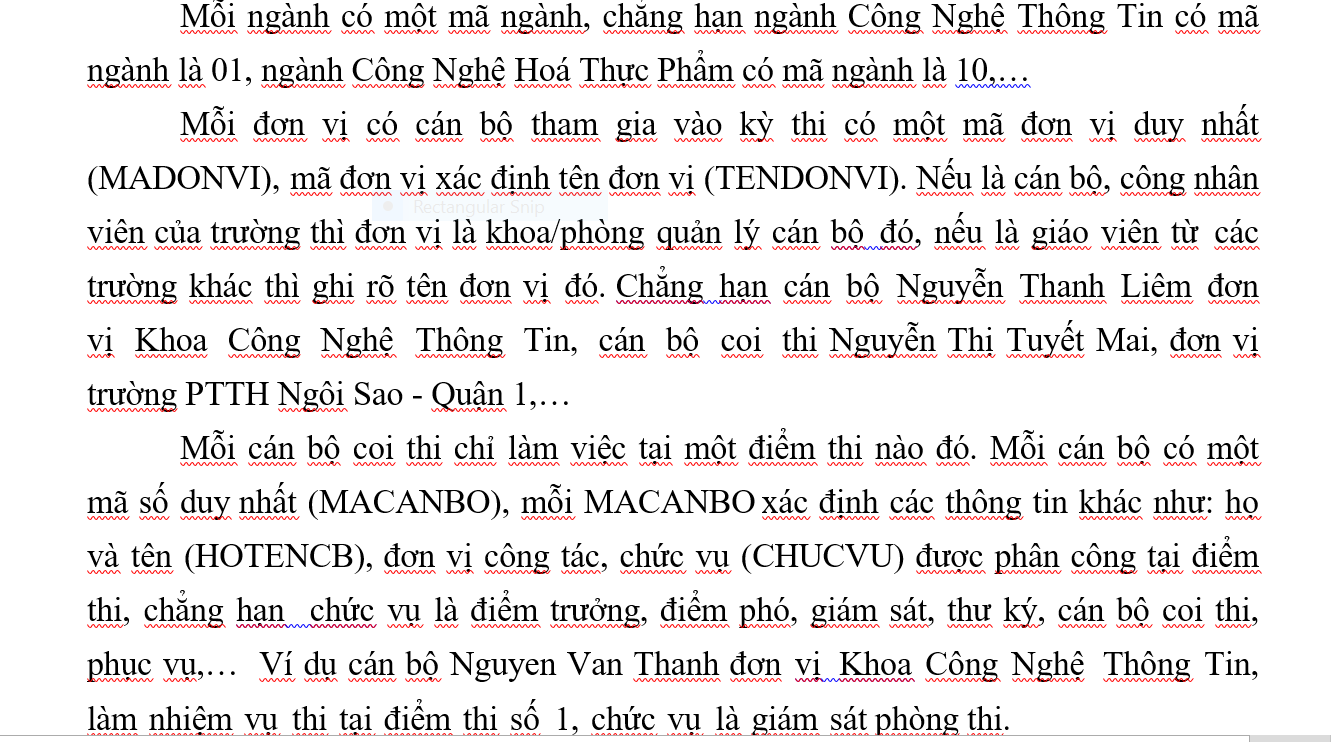 Mỗi ngành có một mã ngành, chẳng hạn ngành Công Nghệ Thông Tin có mã
ngành là 01, ngành Công Nghệ Hoá Thực Phẩm có mã ngành là 10,…
Mỗi đơn vị có cán bộ tham gia vào kỳ thi có một mã đơn vị duy nhất
(MADONVI), mã đơn vị xác định tên đơn vị (TENDONVI). Nếu là cán bộ, công nhân
Rectangular Snip
viên của trường thì đơn vị là khoa/phòng quản lý cán bộ đó, nếu là giáo viên từ các
trường khác thì ghi rõ tên đơn vị đó. Chẳng hạn cán bộ Nguyễn Thanh Liêm đơn
vị Khoa Công Nghệ Thông Tin, cán bộ coi thi Nguyễn Thị Tuyết Mai, đơn vị
trường PTTH Ngôi Sao - Quận 1,…
Mỗi cán bộ coi thi chỉ làm việc tại một điểm thi nào đó. Mỗi cán bộ có một
mã số duy nhất (MACANBO), mỗi MACANBO xác định các thông tin khác như: họ
và tên (HOTENCB), đơn vị công tác, chức vụ (CHUCVU) được phân công tại điểm
thi, chẳng hạn chức vụ là điểm trưởng, điểm phó, giám sát, thư ký, cán bộ coi thi,
phục vụ,… Ví dụ cán bộ Nguyen Van Thanh đơn vị Khoa Công Nghệ Thông Tin,
làm nhiệm vụ thi tại điểm thi số 1, chức vụ là giám sát phòng thi.